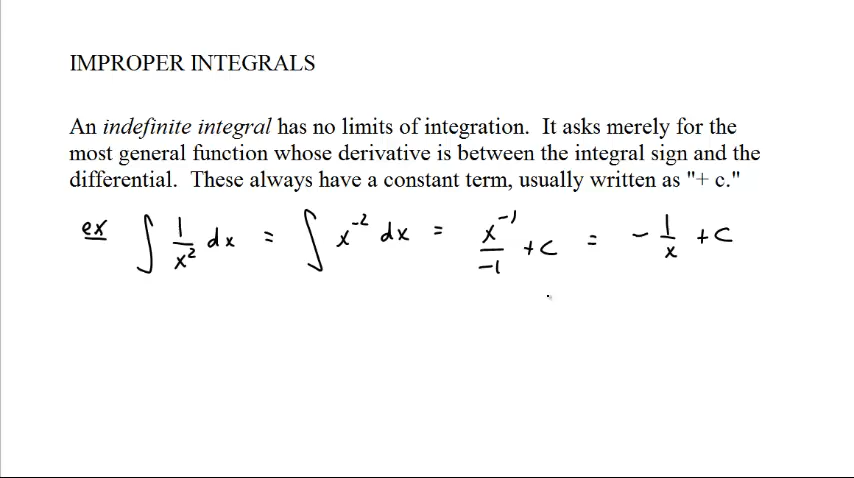 IMPROPER INTEGRALS
An indefinite integral has no limits of integration. It asks merely for the
most general function whose derivative is between the integral sign and the
differential. These always have a constant term, usually written as "+ c."
ex ∫ 1/x² dx = ∫ x⁻² dx = x⁻¹/-1 + c = - 1/x + c